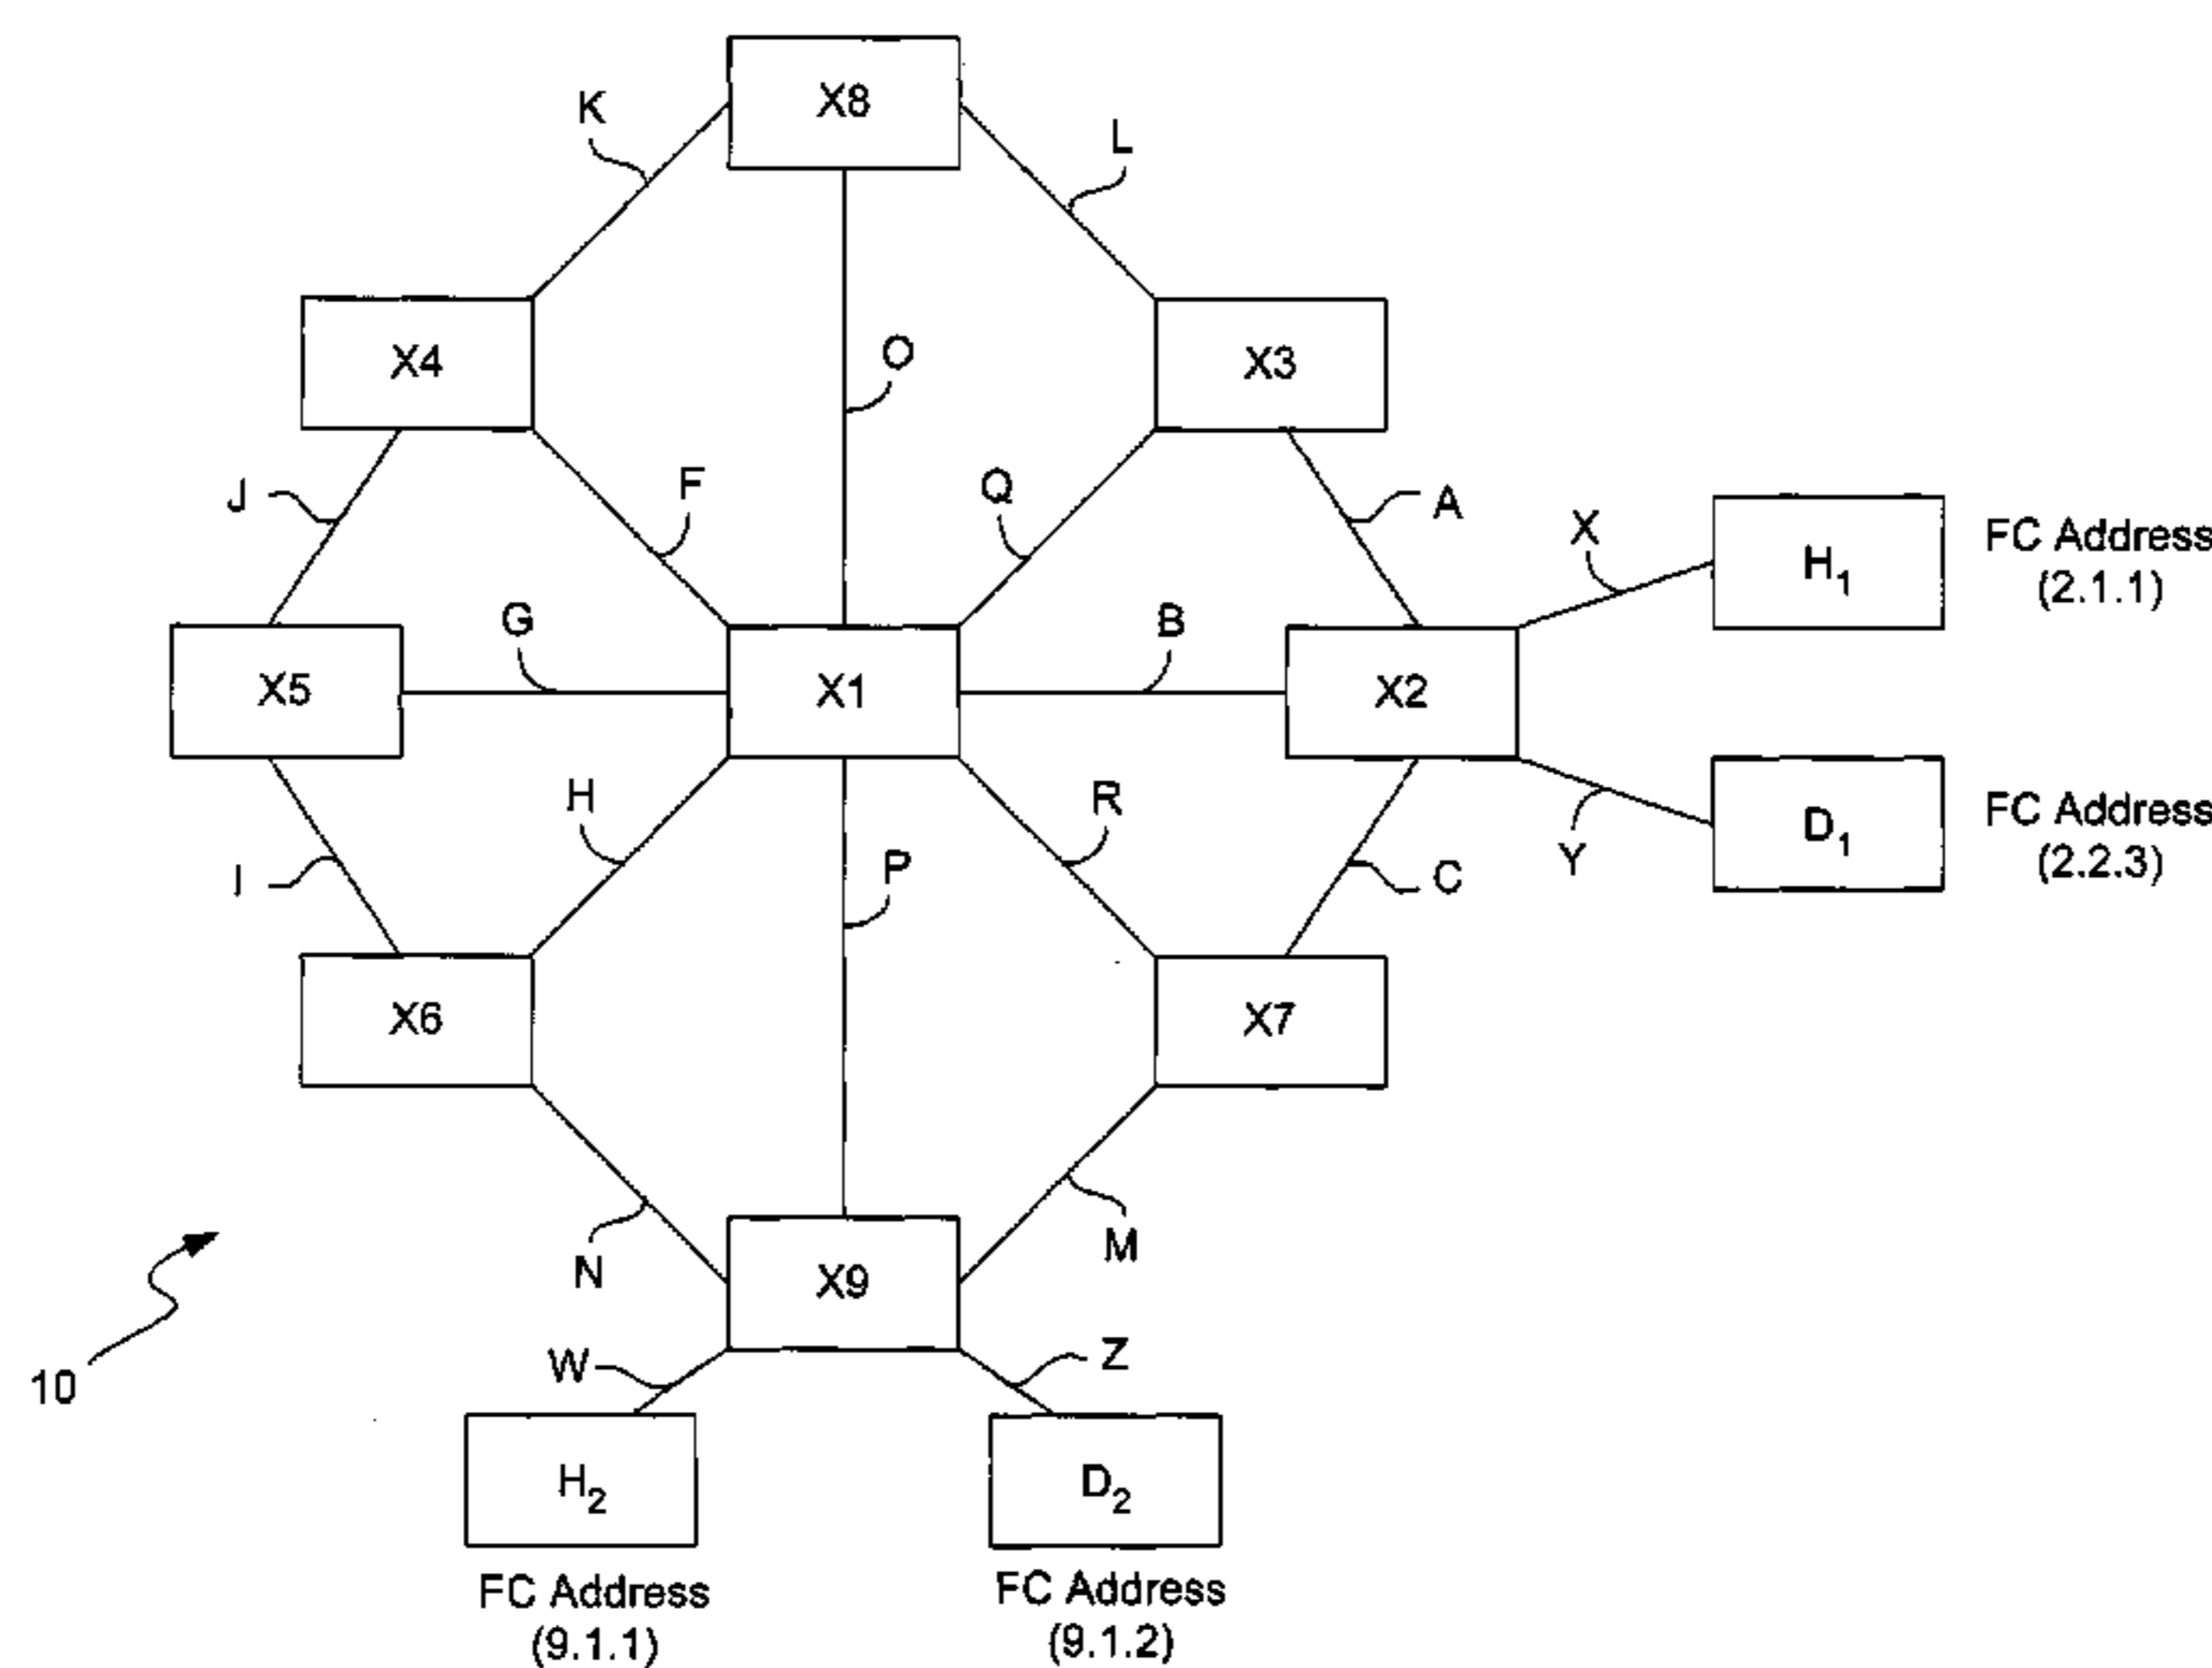 X8
K
L
X4
X3
O
J
F
Q
A
X
H1
FC Address
(2.1.1)
G
B
X5
X1
X2
H
R
P
I
C
Y
D1
FC Address
(2.2.3)
X6
X7
N
M
X9
W
Z
10
H2
D2
FC Address
(9.1.1)
FC Address
(9.1.2)